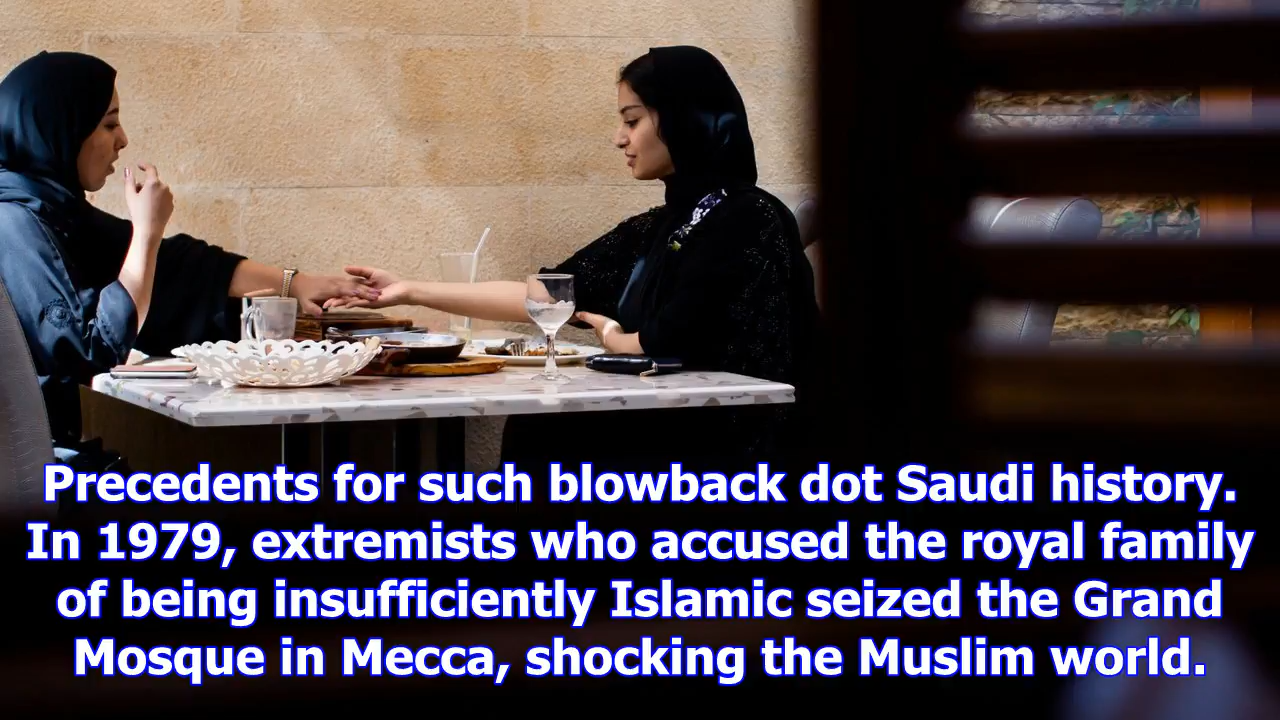 Precedents for such blowback dot Saudi history.
In 1979, extremists who accused the royal family
of being insufficiently Islamic seized the Grand
Mosque in Mecca, shocking the Muslim world.